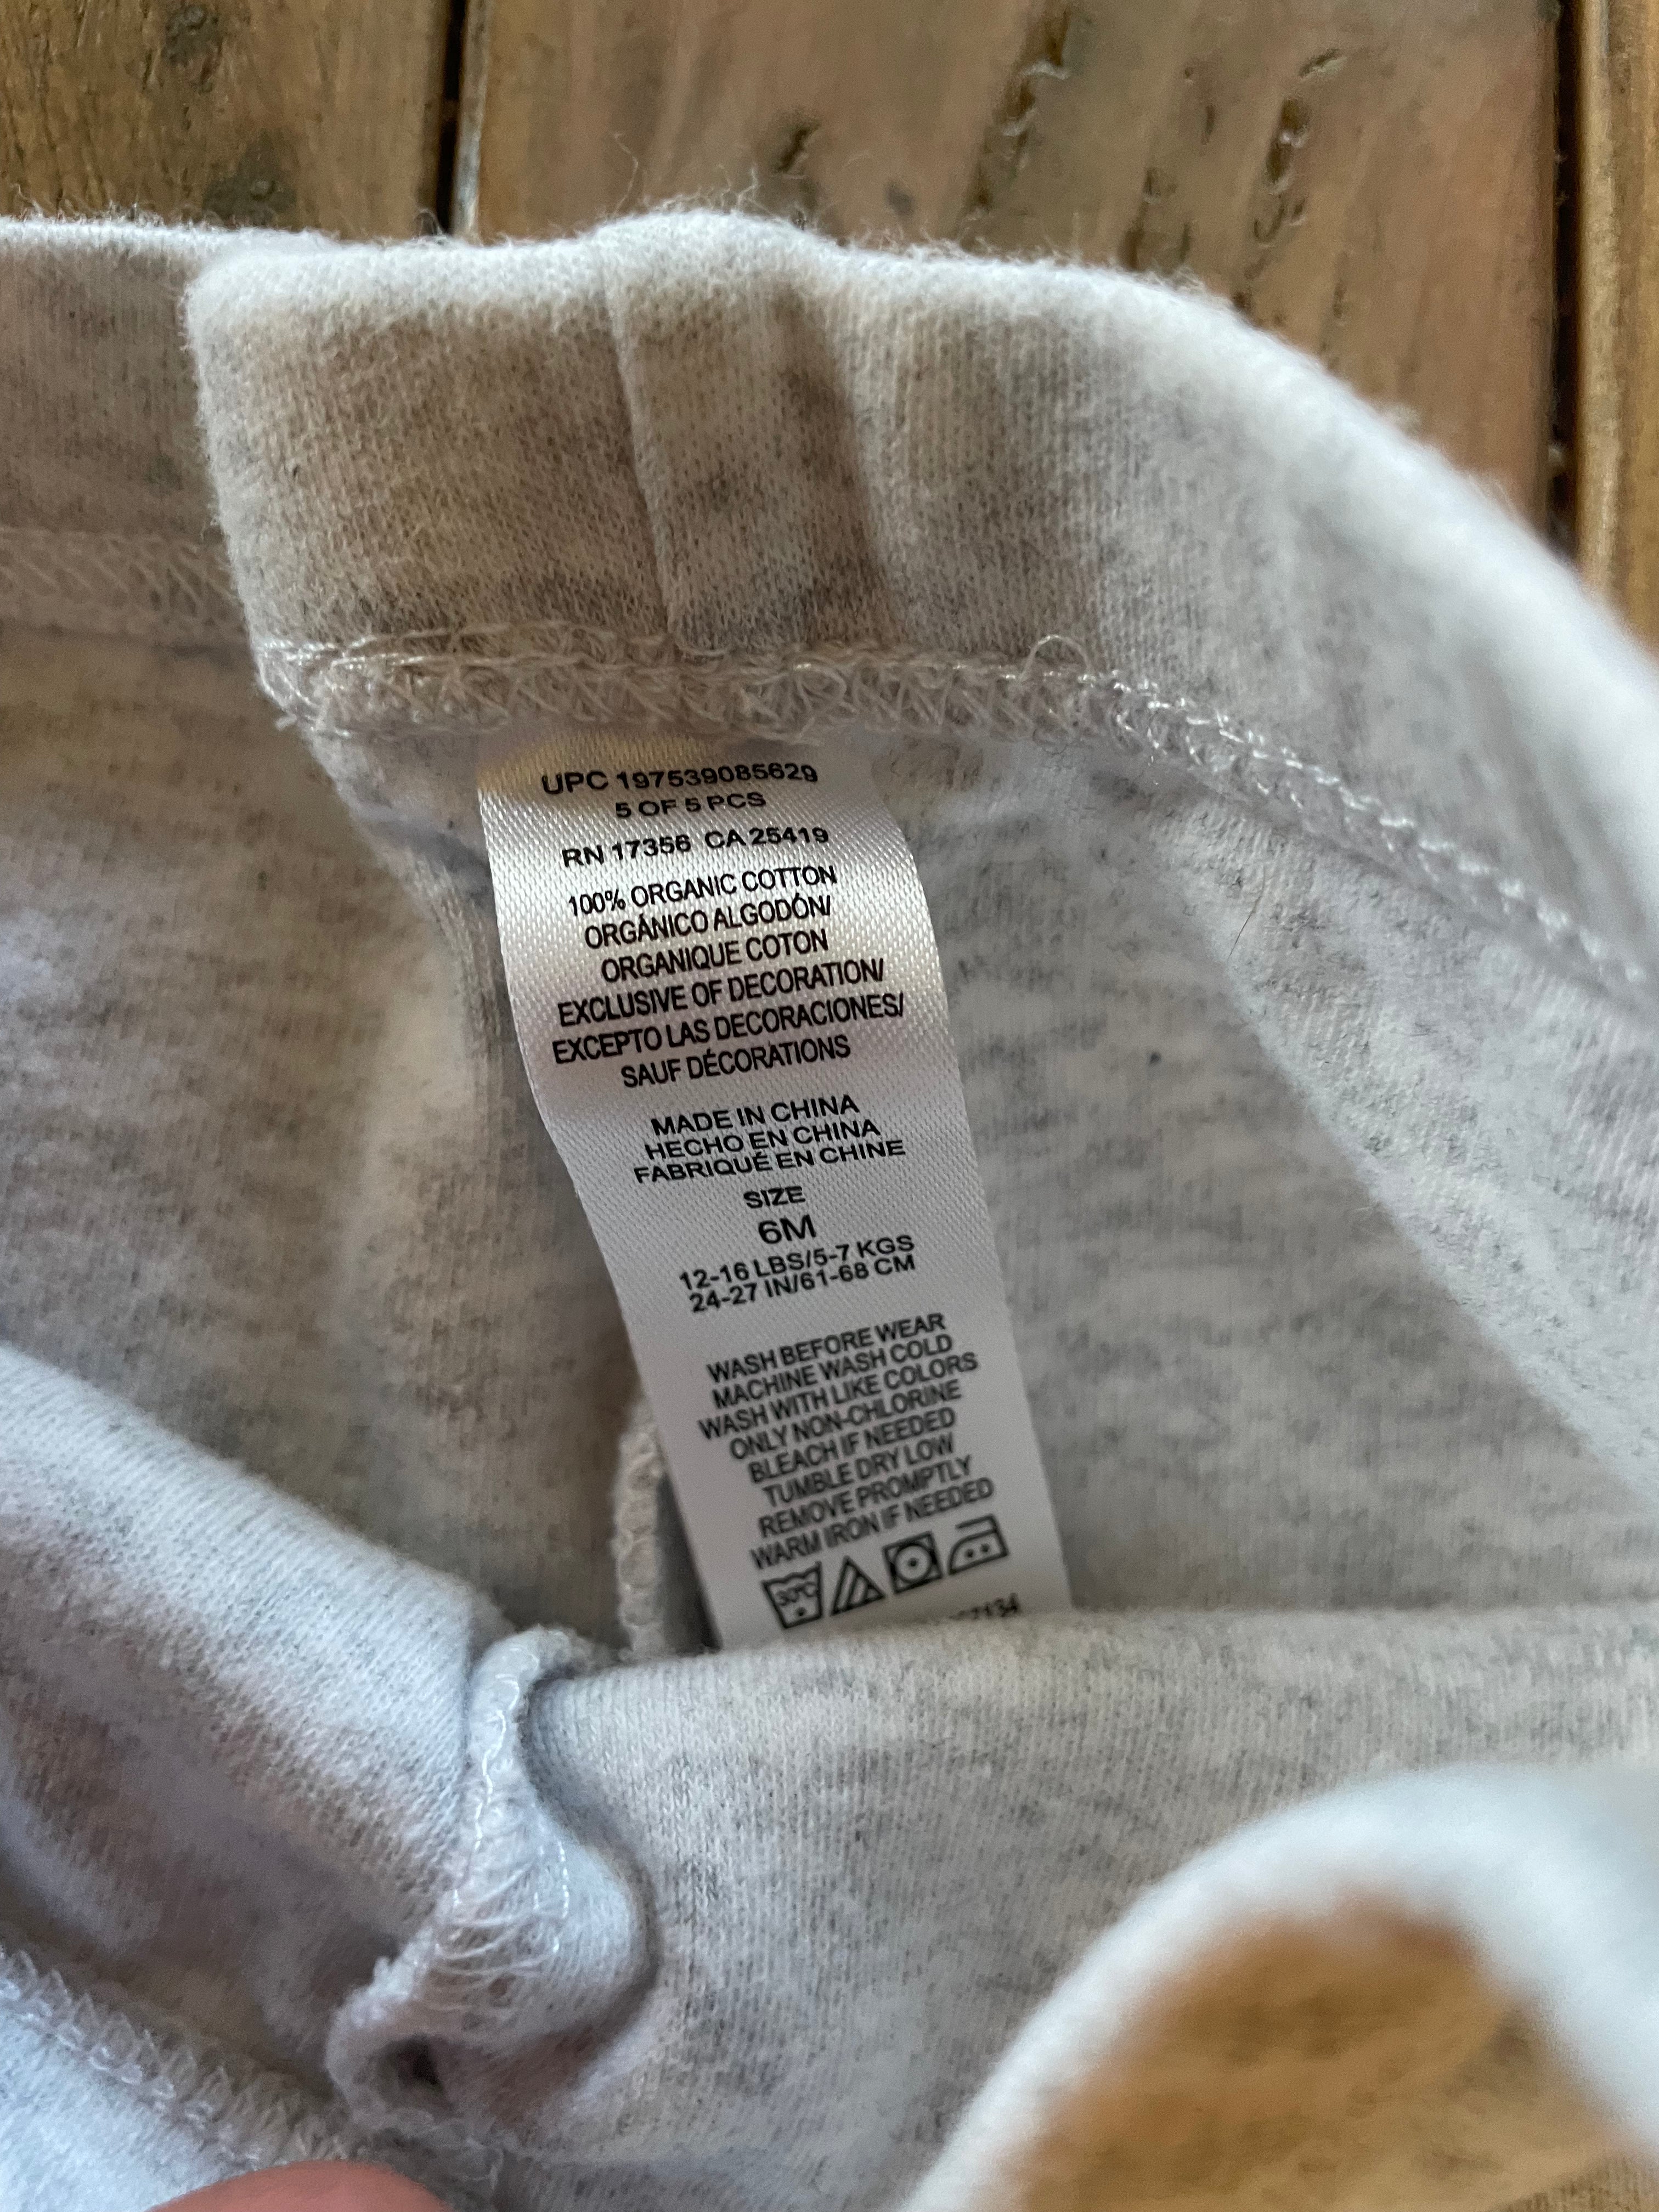 UPC 197539085629
5 OF 5 PCS
RN 17356 CA 25419
100% ORGANIC COTTON
ORGÁNICO ALGODÓN/
ORGANIQUE COTON
EXCLUSIVE OF DECORATION/
EXCEPTO LAS DECORACIONES/
SAUF DÉCORATIONS
MADE IN CHINA
HECHO EN CHINA
FABRIQUÉ EN CHINE
SIZE
6M
12-16 LBS/5-7 KGS
24-27 IN/61-68 CM
WASH BEFORE WEAR
MACHINE WASH COLD
WASH WITH LIKE COLORS
ONLY NON-CHLORINE
BLEACH IF NEEDED
TUMBLE DRY LOW
REMOVE PROMPTLY
WARM IRON IF NEEDED
30°C